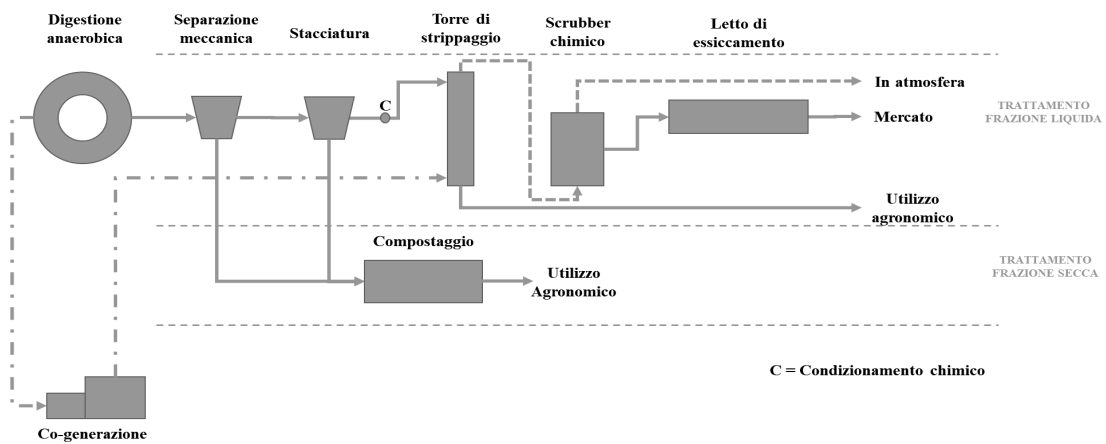 Digestione
anaerobica
Separazione
meccanica
Stacciatura
Torre di
strippaggio
Scrubber
chimico
Letto di
essiccamento
C
In atmosfera
Mercato
TRATTAMENTO
FRAZIONE LIQUIDA
Utilizzo
agronomico
Compostaggio
Utilizzo
Agronomico
TRATTAMENTO
FRAZIONE SECCA
C = Condizionamento chimico
Co-generazione